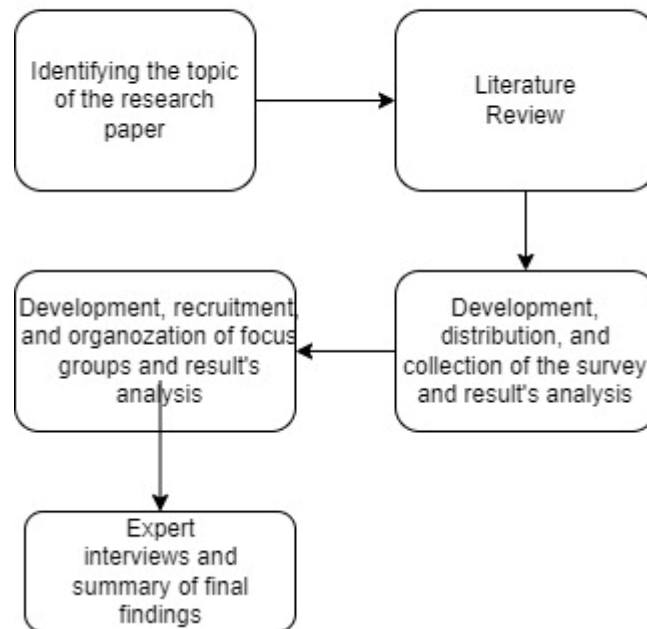 Identifying the topic
of the research
paper
Literature
Review
Development,
distribution, and
collection of the survey
and result's analysis
Development, recruitment,
and organozation of focus
groups and result's
analysis
Expert
interviews and
summary of final
findings